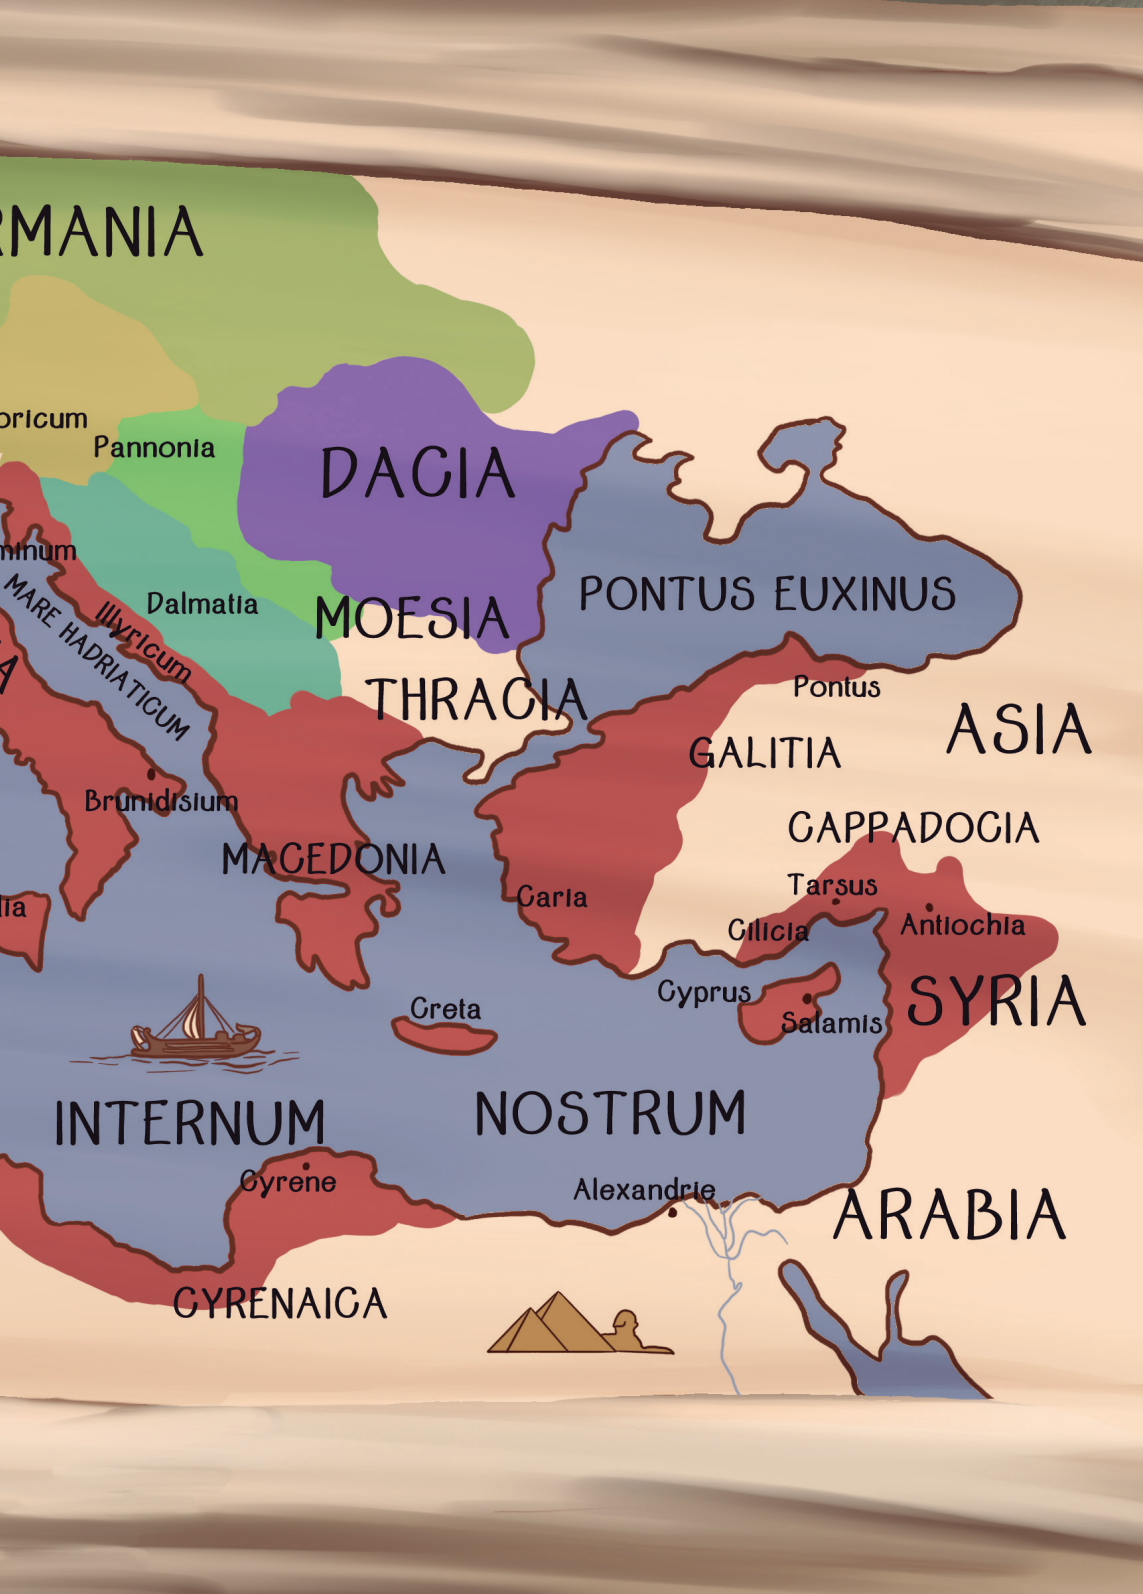 RMANIA
oricum
Pannonia
DACIA
minum
MARE HADRIATICUM
Illyricum
Dalmatia
MOESIA
PONTUS EUXINUS
THRACIA
Pontus
ASIA
GALITIA
A
Brunidisium
CAPPADOCIA
MACEDONIA
Tarsus
Caria
lia
Cilicia
Antiochia
Cyprus
SYRIA
Creta
Salamis
INTERNUM
NOSTRUM
Cyrene
Alexandrie
ARABIA
CYRENAICA